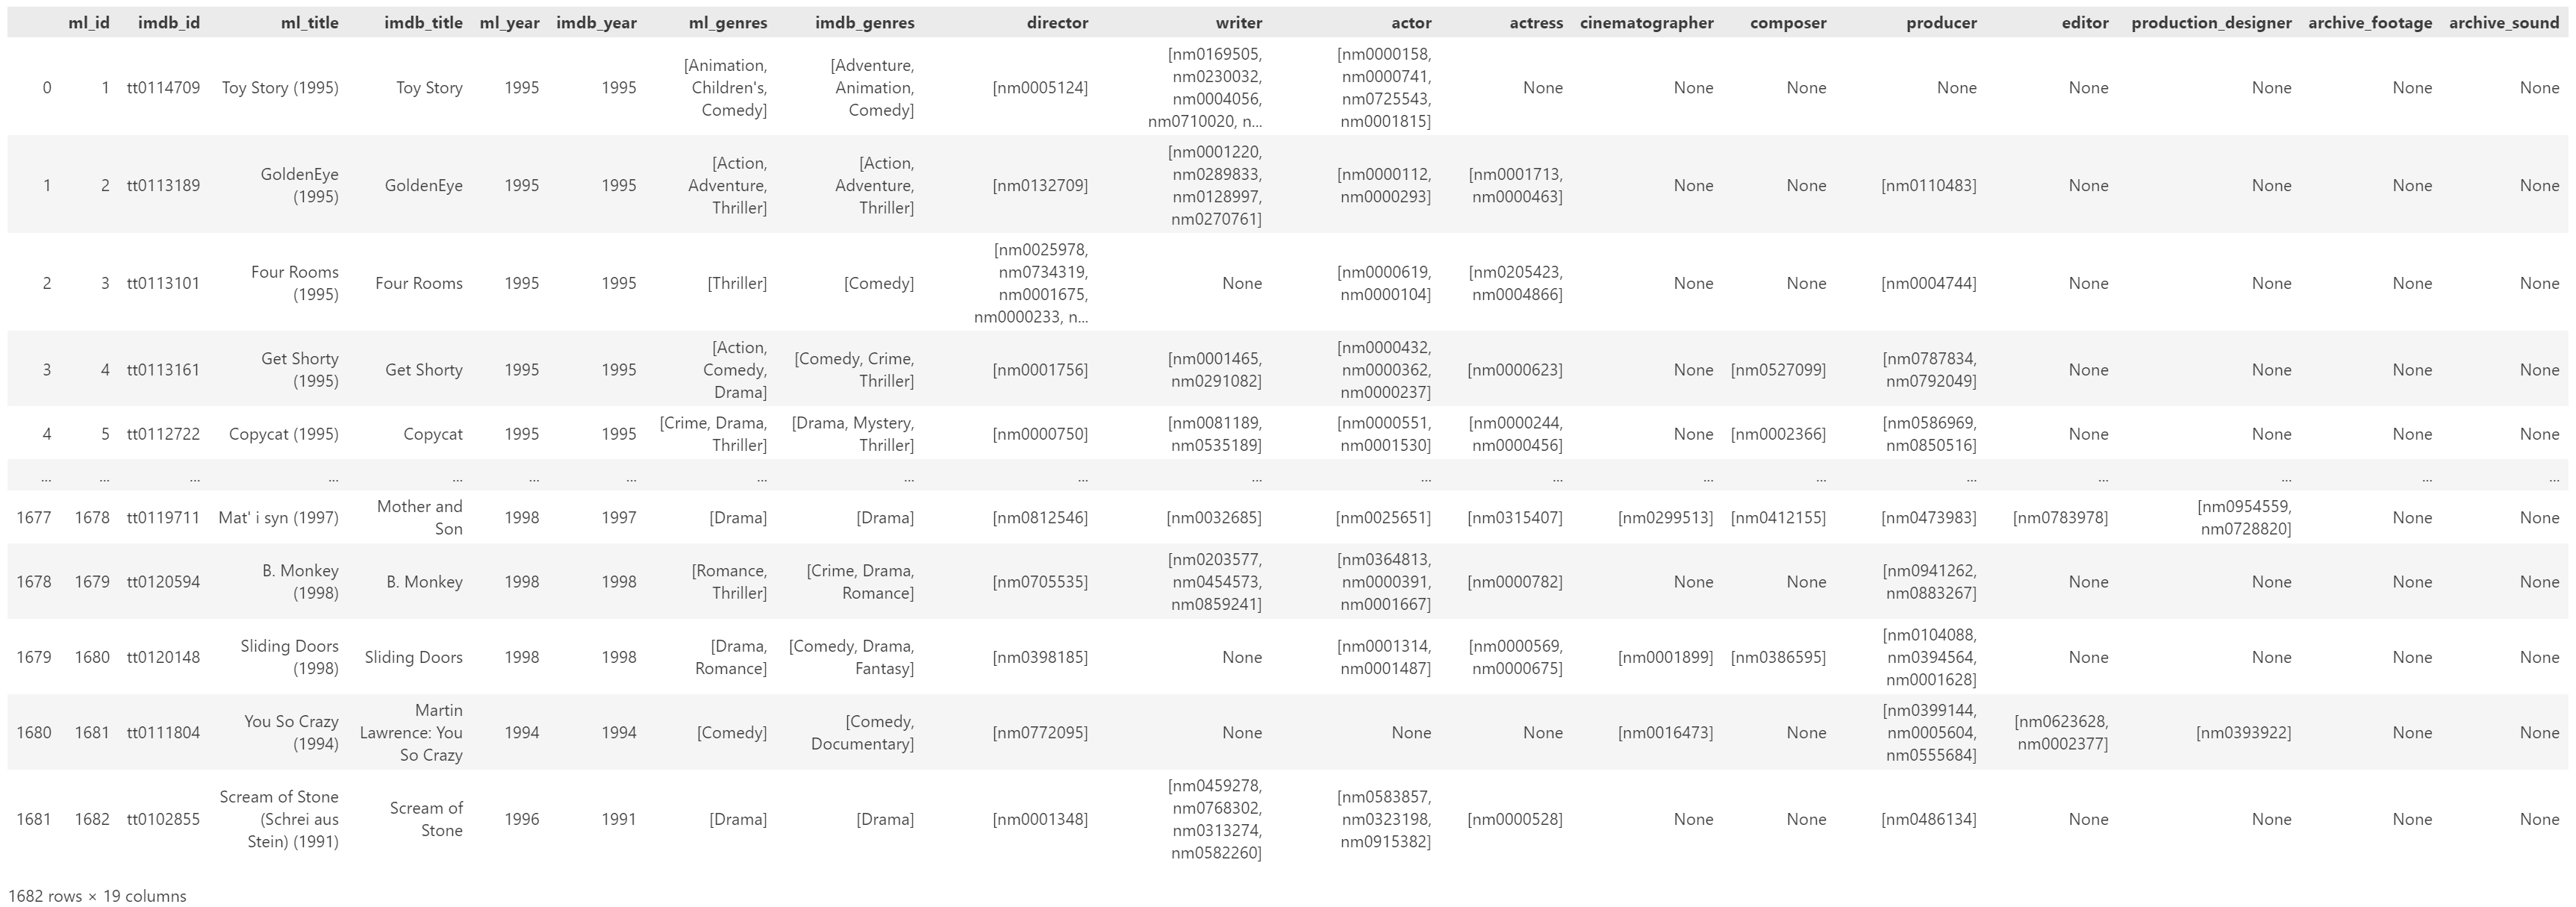 ml_id imdb_id ml_title imdb_title ml_year imdb_year ml_genres imdb_genres director writer actor actress cinematographer composer producer editor production_designer archive_footage archive_sound
0 1 tt0114709 Toy Story (1995) Toy Story 1995 1995 [Animation, Children's, Comedy] [Adventure, Animation, Comedy] [nm0005124] [nm0169505, nm0230032, nm0004056, nm0710020, n... [nm0000158, nm0000741, nm0725543, nm0001815] None None None None None None None None
1 2 tt0113189 GoldenEye (1995) GoldenEye 1995 1995 [Action, Adventure, Thriller] [Action, Adventure, Thriller] [nm0132709] [nm0001220, nm0289833, nm0128997, nm0270761] [nm0000112, nm0000293] [nm0001713, nm0000463] None None [nm0110483] None None None None
2 3 tt0113101 Four Rooms (1995) Four Rooms 1995 1995 [Thriller] [Comedy] [nm0025978, nm0734319, nm0001675, nm0000233, n... None [nm0000619, nm0000104] [nm0205423, nm0004866] None None [nm0004744] None None None None
3 4 tt0113161 Get Shorty (1995) Get Shorty 1995 1995 [Action, Comedy, Drama] [Comedy, Crime, Thriller] [nm0001756] [nm0001465, nm0291082] [nm0000432, nm0000362, nm0000237] [nm0000623] None [nm0527099] [nm0787834, nm0792049] None None None None
4 5 tt0112722 Copycat (1995) Copycat 1995 1995 [Crime, Drama, Thriller] [Drama, Mystery, Thriller] [nm0000750] [nm0081189, nm0535189] [nm0000551, nm0001530] [nm0000244, nm0000456] None [nm0002366] [nm0586969, nm0850516] None None None None
... ... ... ... ... ... ... ... ... ... ... ... ... ... ... ... ... ... ... ...
1677 1678 tt0119711 Mat' i syn (1997) Mother and Son 1998 1997 [Drama] [Drama] [nm0812546] [nm0032685] [nm0025651] [nm0315407] [nm0299513] [nm0412155] [nm0473983] [nm0783978] [nm0954559, nm0728820] None None
1678 1679 tt0120594 B. Monkey (1998) B. Monkey 1998 1998 [Romance, Thriller] [Crime, Drama, Romance] [nm0705535] [nm0203577, nm0454573, nm0859241] [nm0364813, nm0000391, nm0001667] [nm0000782] None None [nm0941262, nm0883267] None None None None
1679 1680 tt0120148 Sliding Doors (1998) Sliding Doors 1998 1998 [Drama, Romance] [Comedy, Drama, Fantasy] [nm0398185] None [nm0001314, nm0001487] [nm0000569, nm0000675] [nm0001899] [nm0386595] [nm0104088, nm0394564, nm0001628] None None None None
1680 1681 tt0111804 You So Crazy (1994) Martin Lawrence: You So Crazy 1994 1994 [Comedy] [Comedy, Documentary] [nm0772095] None None None [nm0016473] None [nm0399144, nm0005604, nm0555684] [nm0623628, nm0002377] [nm0393922] None None
1681 1682 tt0102855 Scream of Stone (Schrei aus Stein) (1991) Scream of Stone 1996 1991 [Drama] [Drama] [nm0001348] [nm0459278, nm0768302, nm0313274, nm0582260] [nm0583857, nm0323198, nm0915382] [nm0000528] None None [nm0486134] None None None None
1682 rows × 19 columns